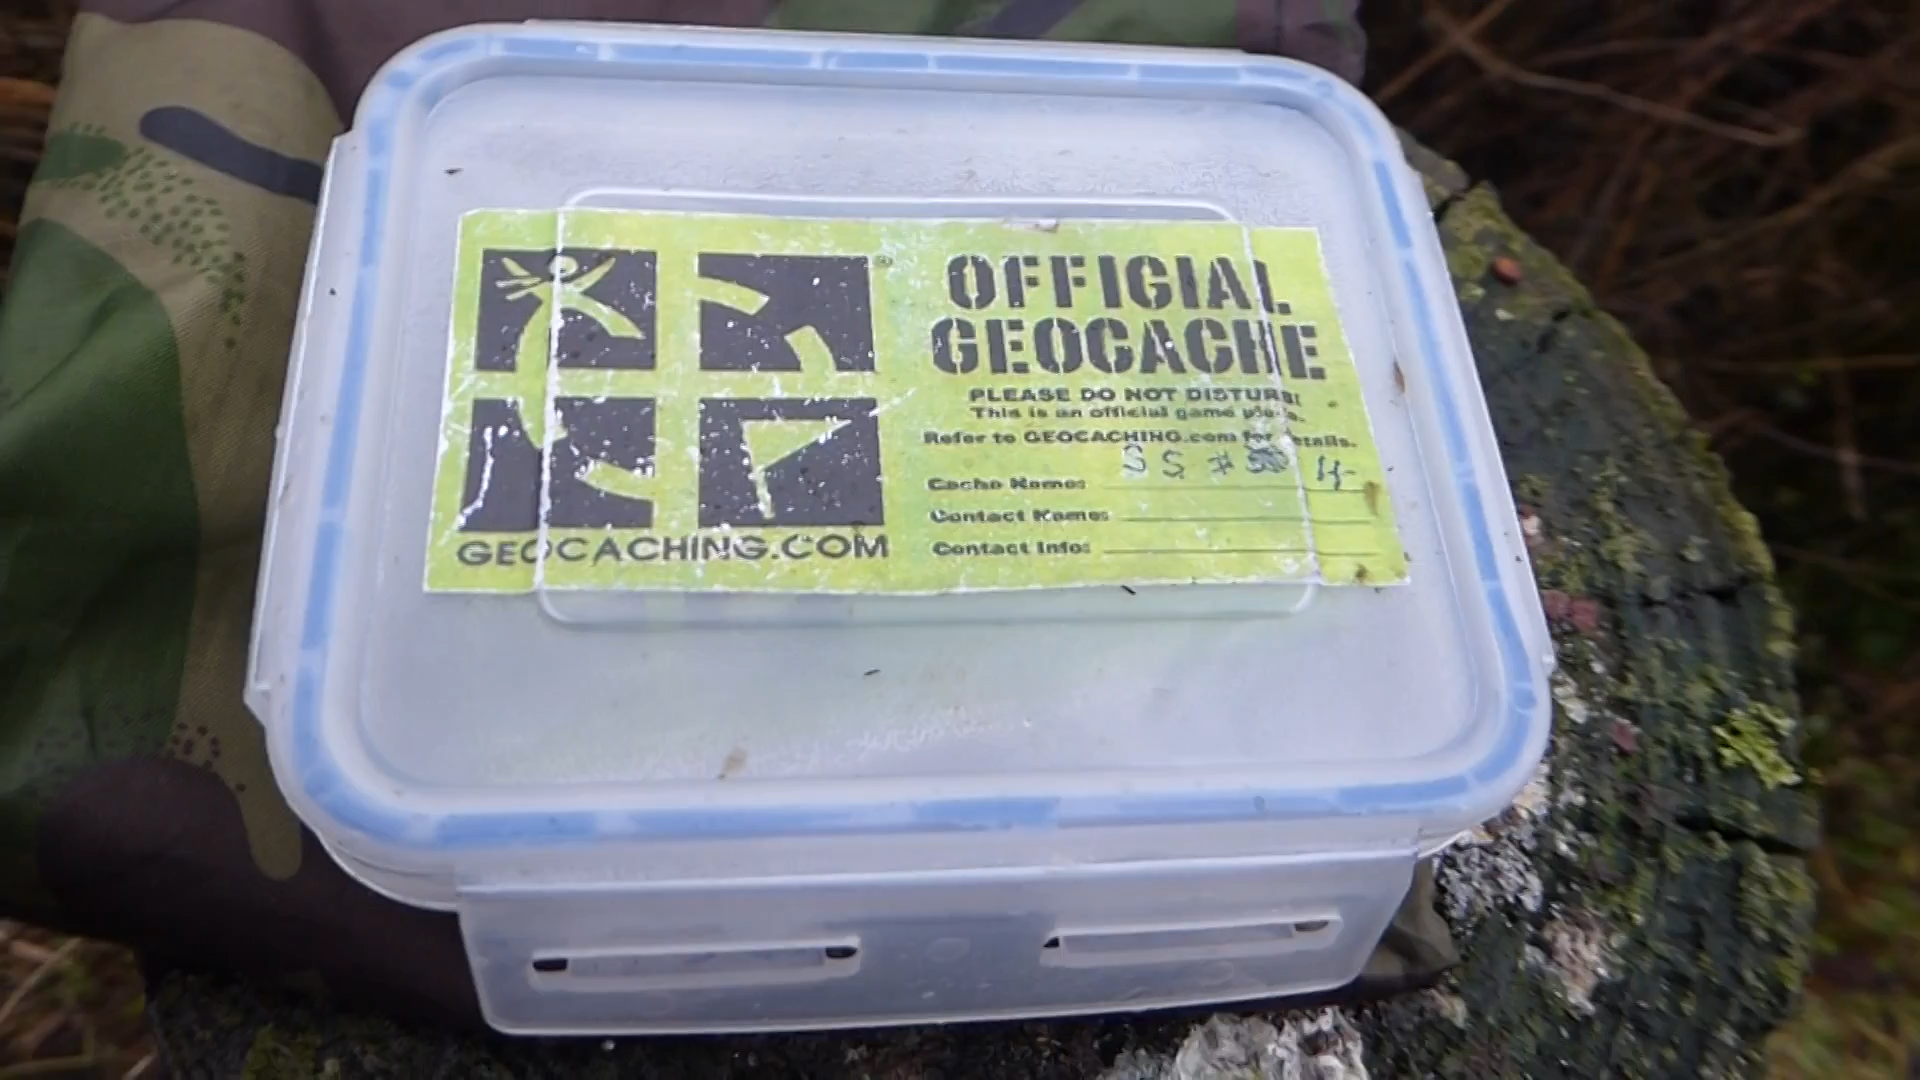 OFFICIAL
GEOCACHE
PLEASE DO NOT DISTURB!
This is an official game piece.
Refer to GEOCACHING.com for details.
Cache Name: S S #
Contact Name:
Contact Info:
GEOCACHING.COM